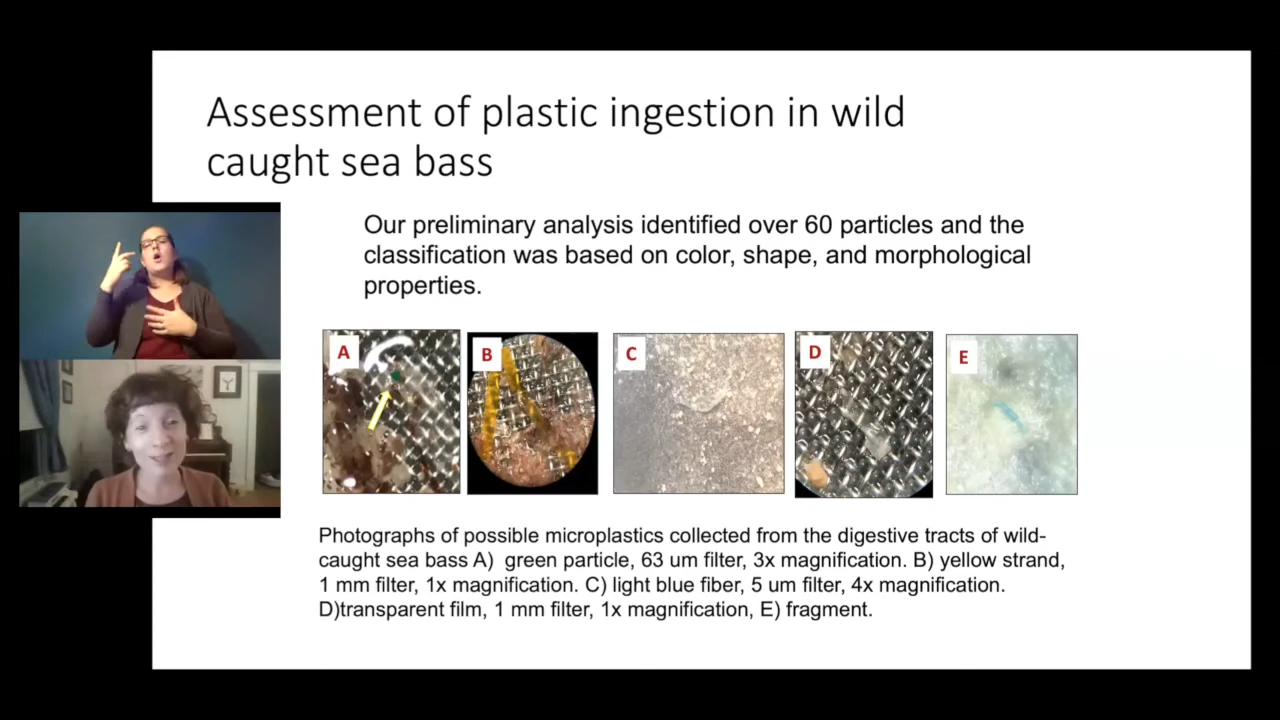 Assessment of plastic ingestion in wild
caught sea bass
Our preliminary analysis identified over 60 particles and the
classification was based on color, shape, and morphological
properties.
A
B
C
D
E
Photographs of possible microplastics collected from the digestive tracts of wild-
caught sea bass A) green particle, 63 um filter, 3x magnification. B) yellow strand,
1 mm filter, 1x magnification. C) light blue fiber, 5 um filter, 4x magnification.
D)transparent film, 1 mm filter, 1x magnification, E) fragment.